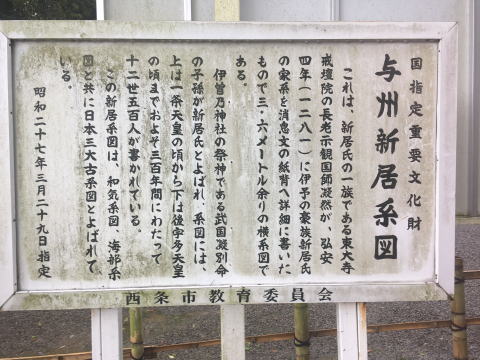 国指定重要文化財
与州新居系図
これは、新居氏の一族である東大寺
戒壇院の長老示観国師凝然が、弘安
四年（一二八一）に伊予の豪族新居氏
の家系を消息文の紙背へ詳細に書いた
もので三・六メートル余りの横系図で
ある。
伊曽乃神社の祭神である武国凝別命
の子孫が新居氏とよばれ、系図には、
上は一条天皇の頃から下は後宇多天皇
の頃までおよそ三百年間にわたって
十二世五百人が書かれている
この新居系図は、和気系図 海部系
図と共に日本三大古系図とよばれて
いる。
昭和二十七年三月二十九日指定
西条市教育委員会